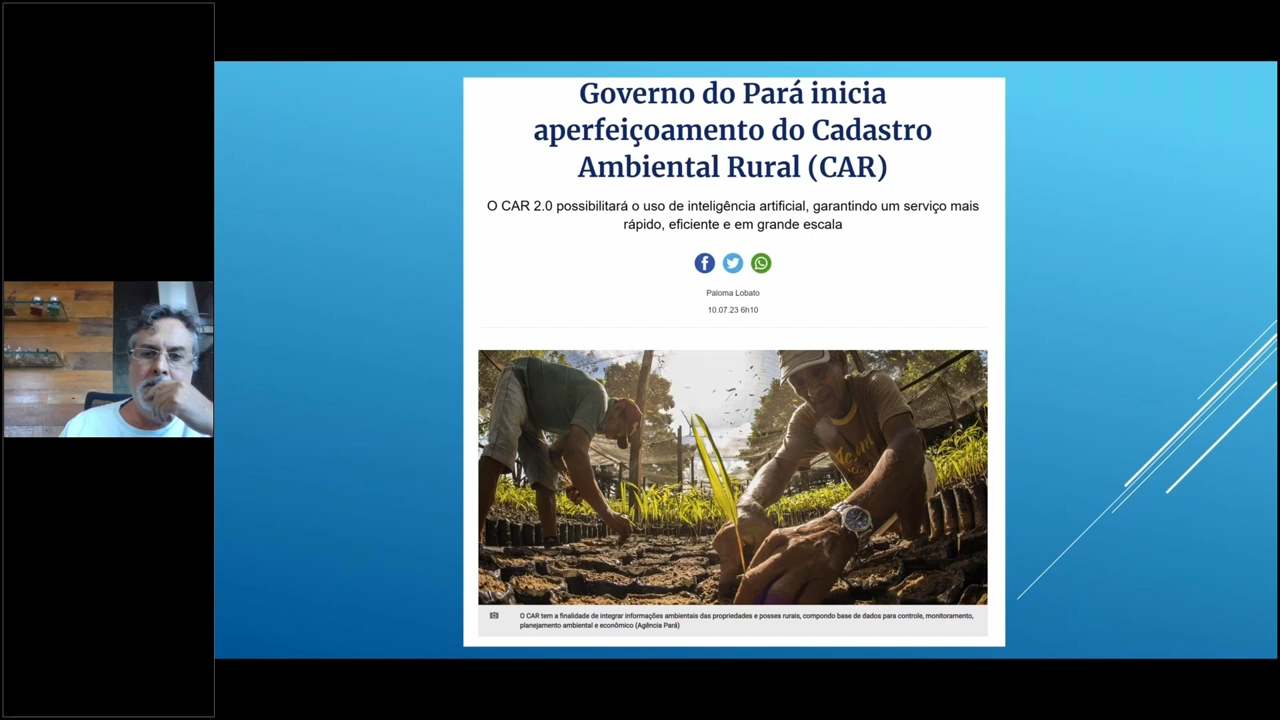 Governo do Pará inicia
aperfeiçoamento do Cadastro
Ambiental Rural (CAR)
O CAR 2.0 possibilitará o uso de inteligência artificial, garantindo um serviço mais
rápido, eficiente e em grande escala
Paloma Lobato
10.07.23 6h10
O CAR tem a finalidade de integrar informações ambientais das propriedades e posses rurais, compondo base de dados para controle, monitoramento,
planejamento ambiental e econômico (Agência Pará)